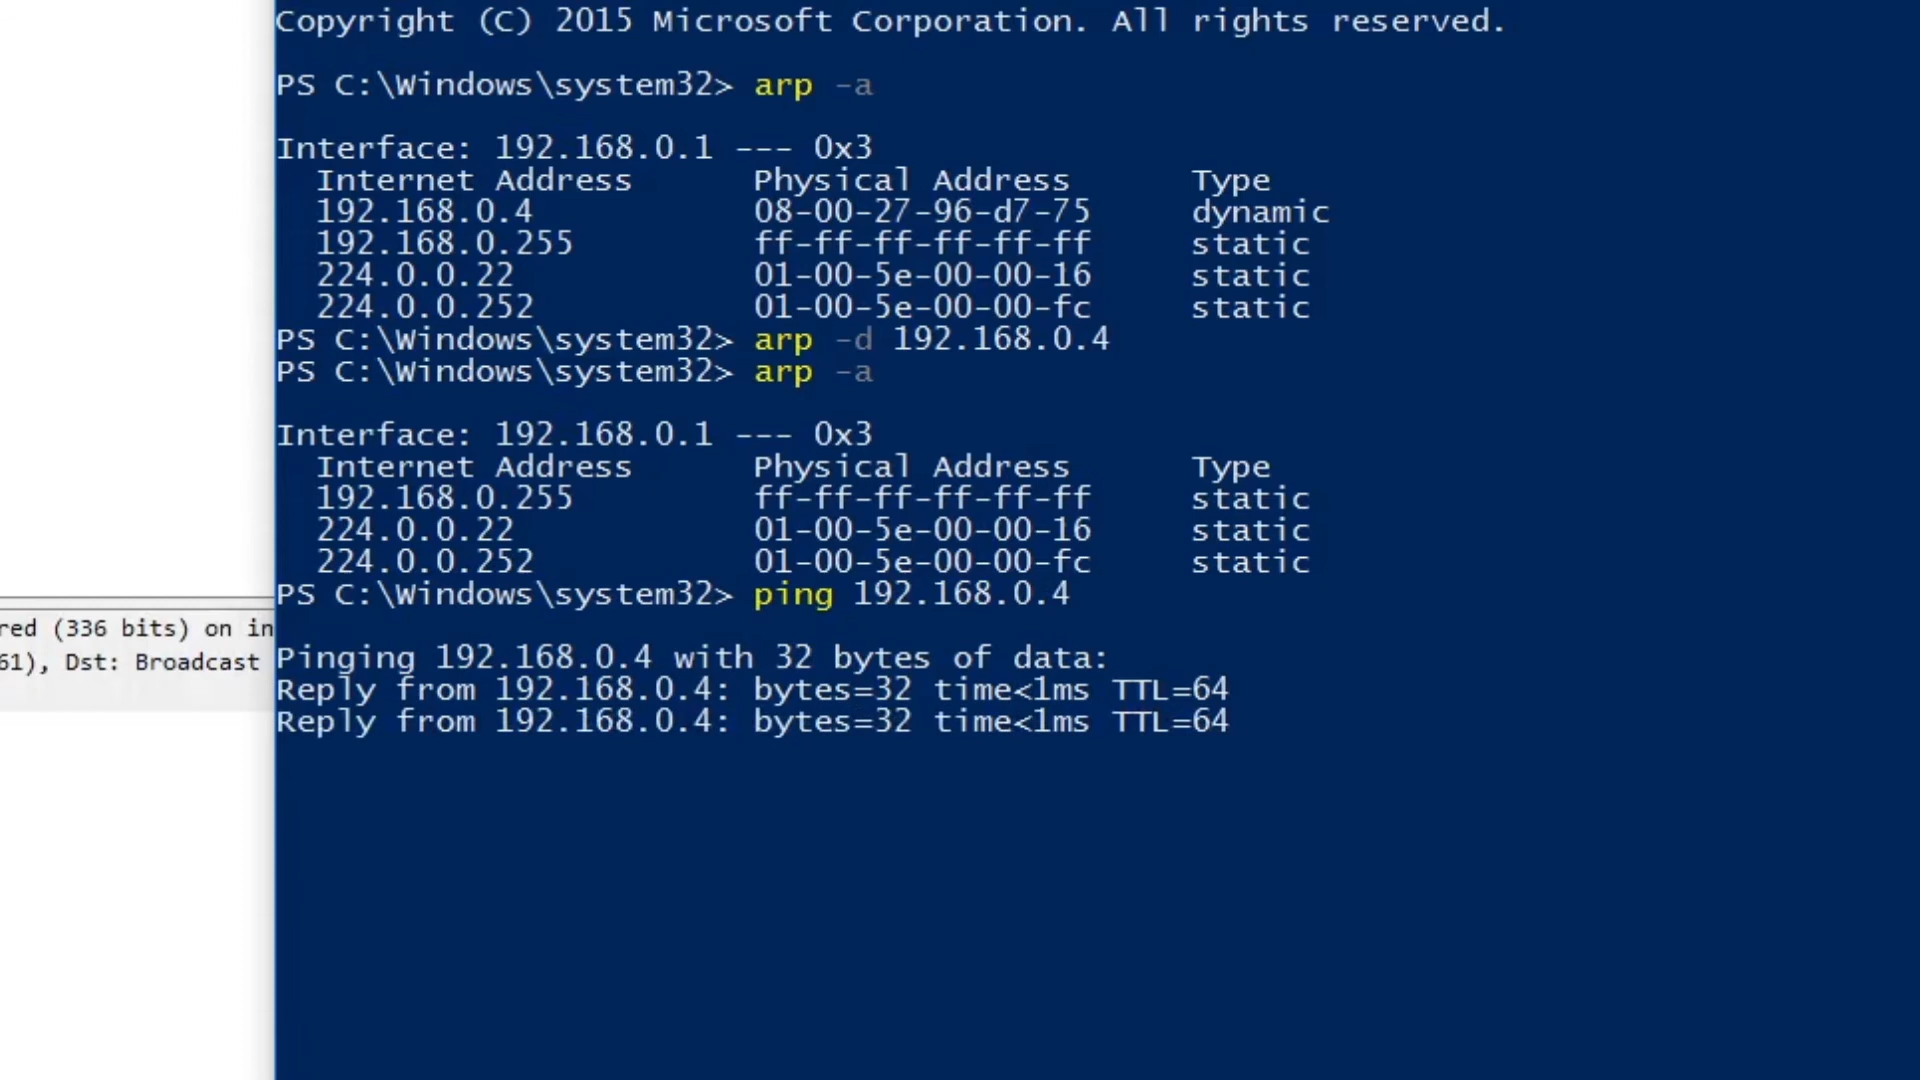 Copyright (C) 2015 Microsoft Corporation. All rights reserved.
PS C:\Windows\system32> arp -a
Interface: 192.168.0.1 --- 0x3
Internet Address Physical Address Type
192.168.0.4 08-00-27-96-d7-75 dynamic
192.168.0.255 ff-ff-ff-ff-ff-ff static
224.0.0.22 01-00-5e-00-00-16 static
224.0.0.252 01-00-5e-00-00-fc static
PS C:\Windows\system32> arp -d 192.168.0.4
PS C:\Windows\system32> arp -a
Interface: 192.168.0.1 --- 0x3
Internet Address Physical Address Type
192.168.0.255 ff-ff-ff-ff-ff-ff static
224.0.0.22 01-00-5e-00-00-16 static
224.0.0.252 01-00-5e-00-00-fc static
PS C:\Windows\system32> ping 192.168.0.4
Pinging 192.168.0.4 with 32 bytes of data:
Reply from 192.168.0.4: bytes=32 time<1ms TTL=64
Reply from 192.168.0.4: bytes=32 time<1ms TTL=64
red (336 bits) on in
61), Dst: Broadcast